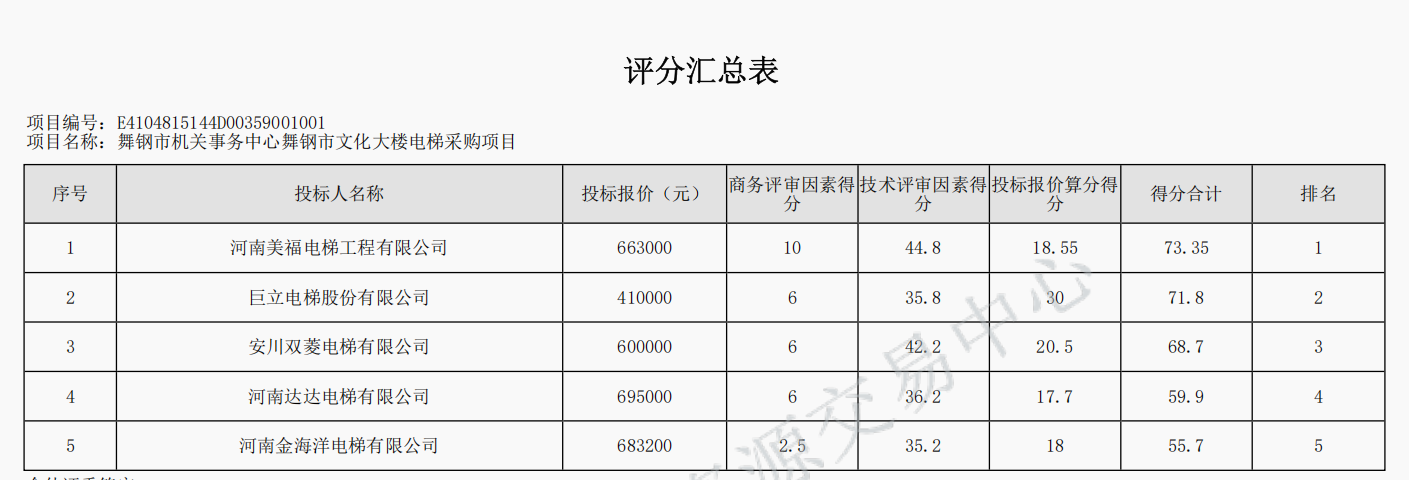 评分汇总表
项目编号：E4104815144D00359001001
项目名称：舞钢市机关事务中心舞钢市文化大楼电梯采购项目
序号 投标人名称 投标报价（元） 商务评审因素得分 技术评审因素得分 投标报价算分得分 得分合计 排名
1 河南美福电梯工程有限公司 663000 10 44.8 18.55 73.35 1
2 巨立电梯股份有限公司 410000 6 35.8 30 71.8 2
3 安川双菱电梯有限公司 600000 6 42.2 20.5 68.7 3
4 河南达达电梯有限公司 695000 6 36.2 17.7 59.9 4
5 河南金海洋电梯有限公司 683200 2.5 35.2 18 55.7 5
源交易中心